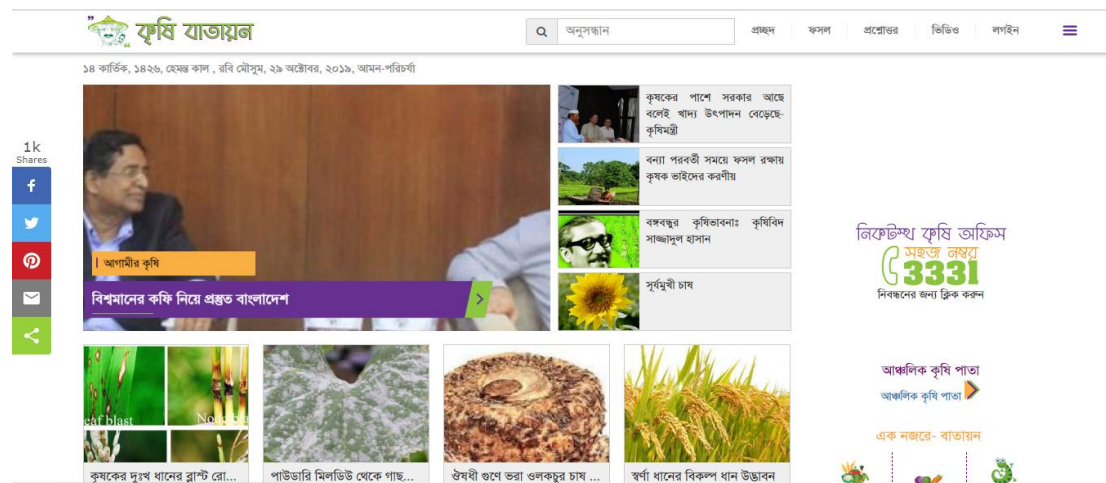 কৃষি বাতায়ন
অনুসন্ধান
প্রচ্ছদ
ফসল
প্রশ্নোত্তর
ভিডিও
লগইন
১৪ কার্তিক, ১৪২৬, হেমন্ত কাল , রবি মৌসুম, ২৯ অক্টোবর, ২০১৯, আমন-পরিচর্যা
1k
Shares
আগামীর কৃষি
বিশ্বমানের কফি নিয়ে প্রস্তুত বাংলাদেশ
কৃষকের পাশে সরকার আছে
বলেই খাদ্য উৎপাদন বেড়েছে-
কৃষিমন্ত্রী
বন্যা পরবর্তী সময়ে ফসল রক্ষায়
কৃষক ভাইদের করণীয়
বঙ্গবন্ধুর কৃষিভাবনাঃ কৃষিবিদ
সাজ্জাদুল হাসান
সূর্যমুখী চাষ
নিকটস্থ কৃষি অফিস
সহজ নম্বর
3331
নিবন্ধনের জন্য ক্লিক করুন
আঞ্চলিক কৃষি পাতা
আঞ্চলিক কৃষি পাতা
এক নজরে- বাতায়ন
eaf blast
কৃষকের দুঃখ ধানের ব্লাস্ট রো...
পাউডারি মিলডিউ থেকে গাছ...
ঔষধী গুণে ভরা ওলকচুর চাষ ...
স্বর্ণা ধানের বিকল্প ধান উদ্ভাবন